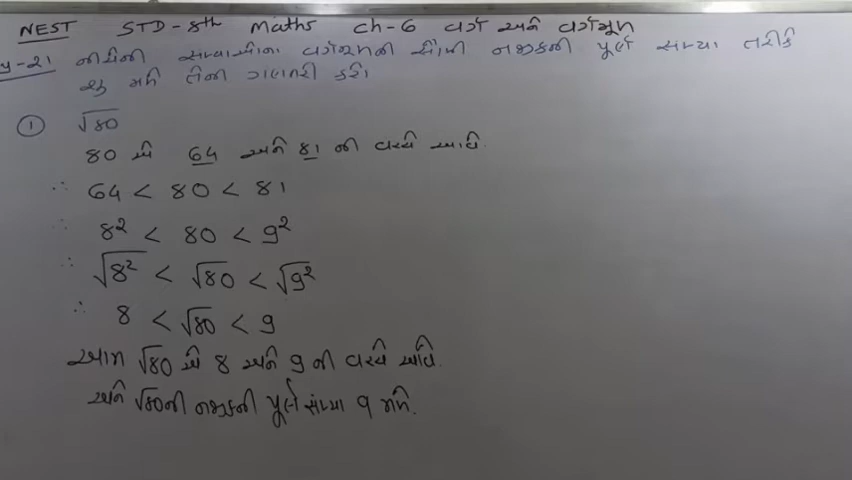 NEST STD-8th Maths Ch-6 વર્ગ અને વર્ગમૂળ
પ્ર-21 નીચેની સંખ્યાઓના વર્ગમૂળની સૌથી નજીકની પૂર્ણ સંખ્યા તરીકે
શું મળે તેની ગણતરી કરો.
① √80
80 એ 64 અને 81 ની વચ્ચે આવે.
∴ 64 < 80 < 81
∴ 8² < 80 < 9²
∴ √8² < √80 < √9²
∴ 8 < √80 < 9
આમ √80 એ 8 અને 9 ની વચ્ચે આવે.
અને √80ની નજીકની પૂર્ણ સંખ્યા 9 મળે.